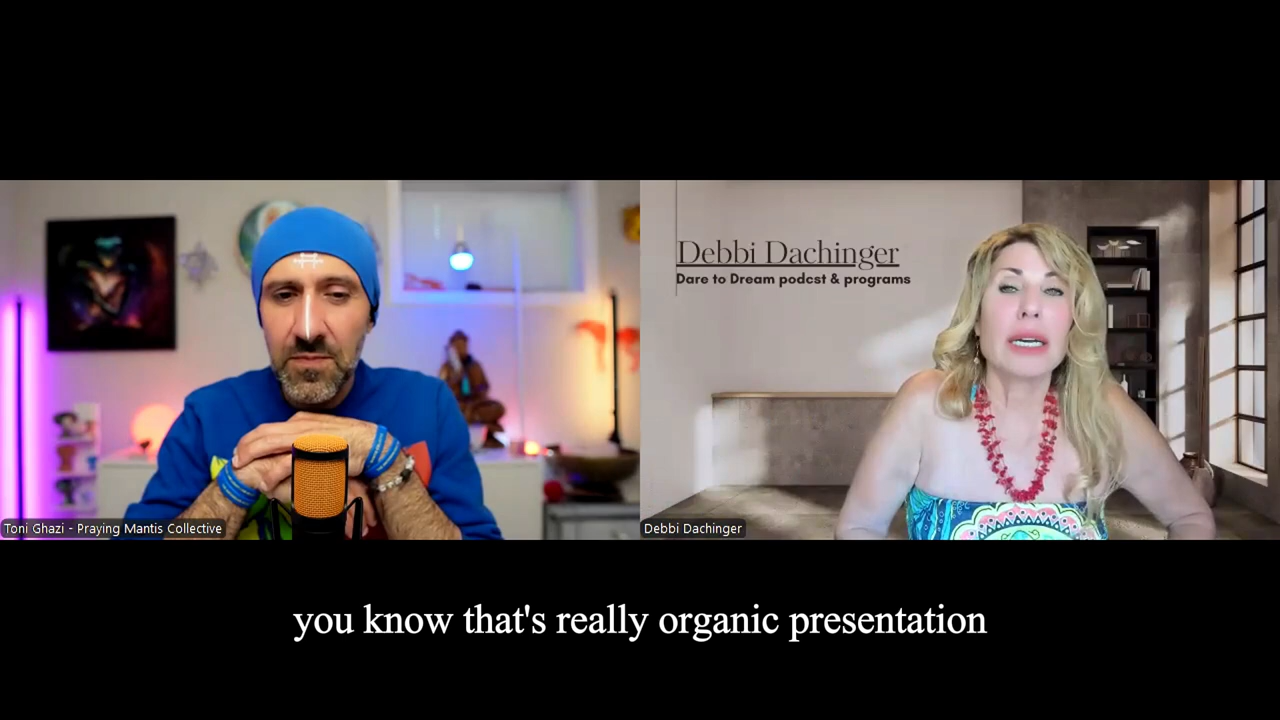 Debbi Dachinger
Dare to Dream podcst & programs
Toni Ghazi - Praying Mantis Collective
Debbi Dachinger
you know that's really organic presentation